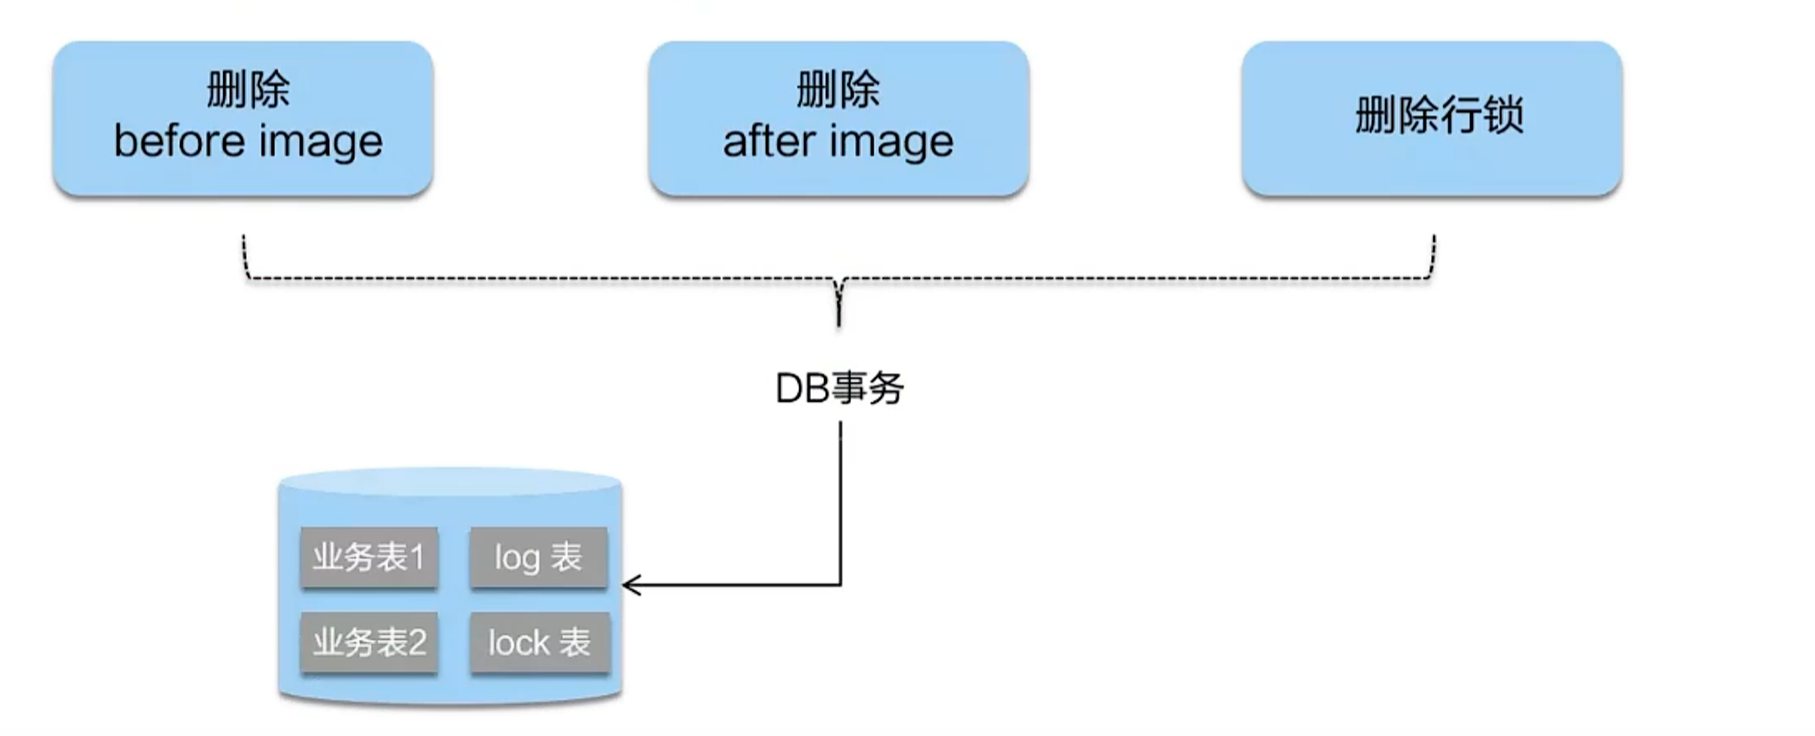 删除
before image
删除
after image
删除行锁
DB事务
业务表1
log 表
业务表2
lock 表